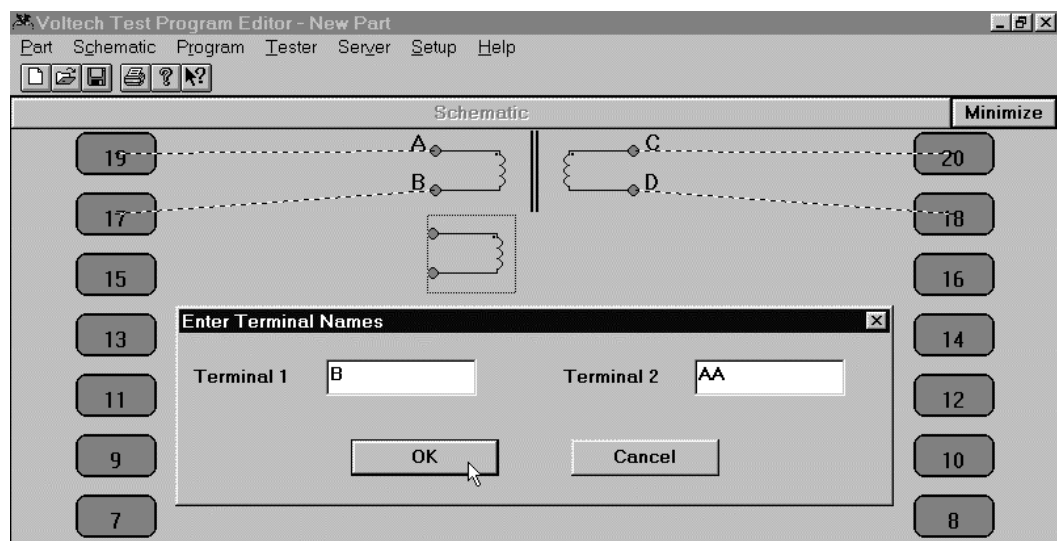 Voltech Test Program Editor - New Part
Part Schematic Program Tester Server Setup Help
Schematic Minimize
19 A C 20
B D
17 18
15 16
Enter Terminal Names
13 14
Terminal 1 B Terminal 2 AA
11 12
OK Cancel
9 10
7 8